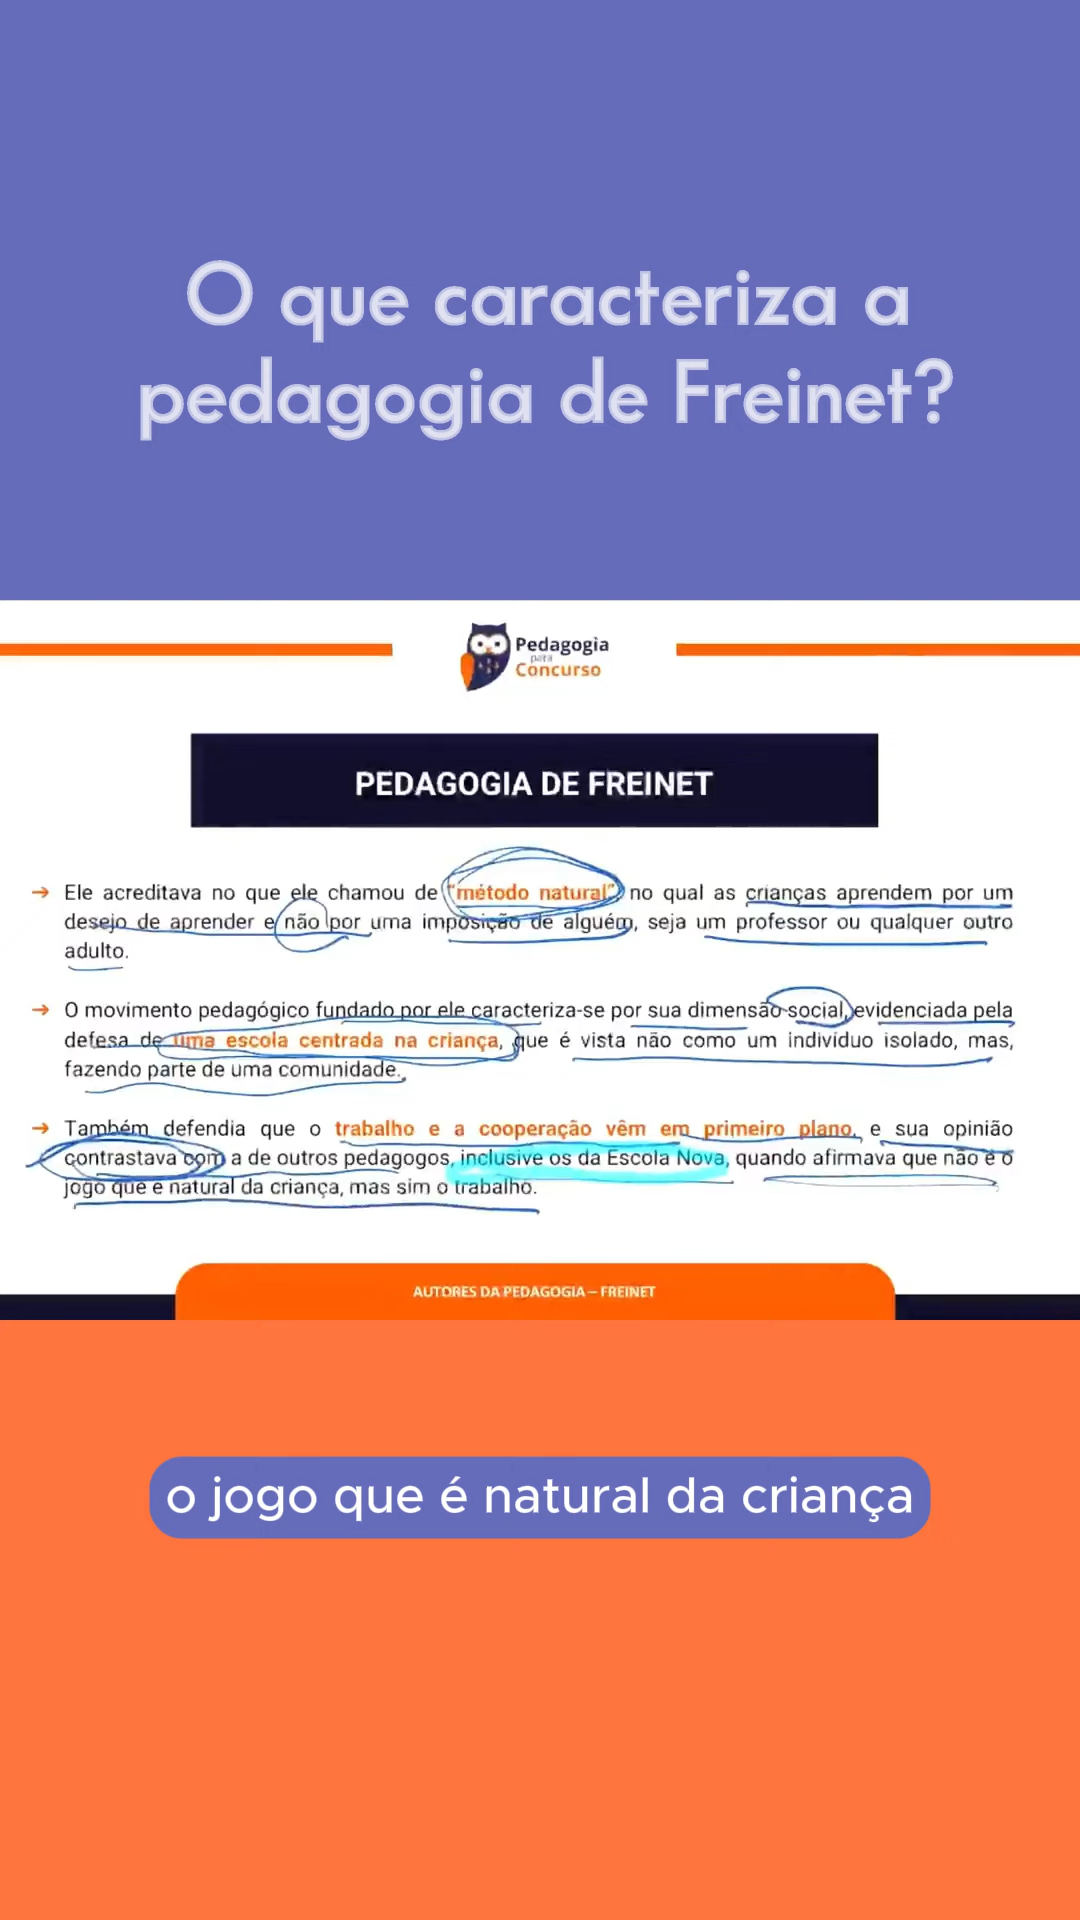 O que caracteriza a
pedagogia de Freinet?
Pedagogia
para
Concurso
PEDAGOGIA DE FREINET
→ Ele acreditava no que ele chamou de "método natural" no qual as crianças aprendem por um
desejo de aprender e não por uma imposição de alguém, seja um professor ou qualquer outro
adulto.
→ O movimento pedagógico fundado por ele caracteriza-se por sua dimensão social, evidenciada pela
defesa de uma escola centrada na criança, que é vista não como um indivíduo isolado, mas,
fazendo parte de uma comunidade.
→ Também defendia que o trabalho e a cooperação vêm em primeiro plano, e sua opinião
contrastava com a de outros pedagogos, inclusive os da Escola Nova, quando afirmava que não é o
jogo que é natural da criança, mas sim o trabalho.
AUTORES DA PEDAGOGIA – FREINET
o jogo que é natural da criança